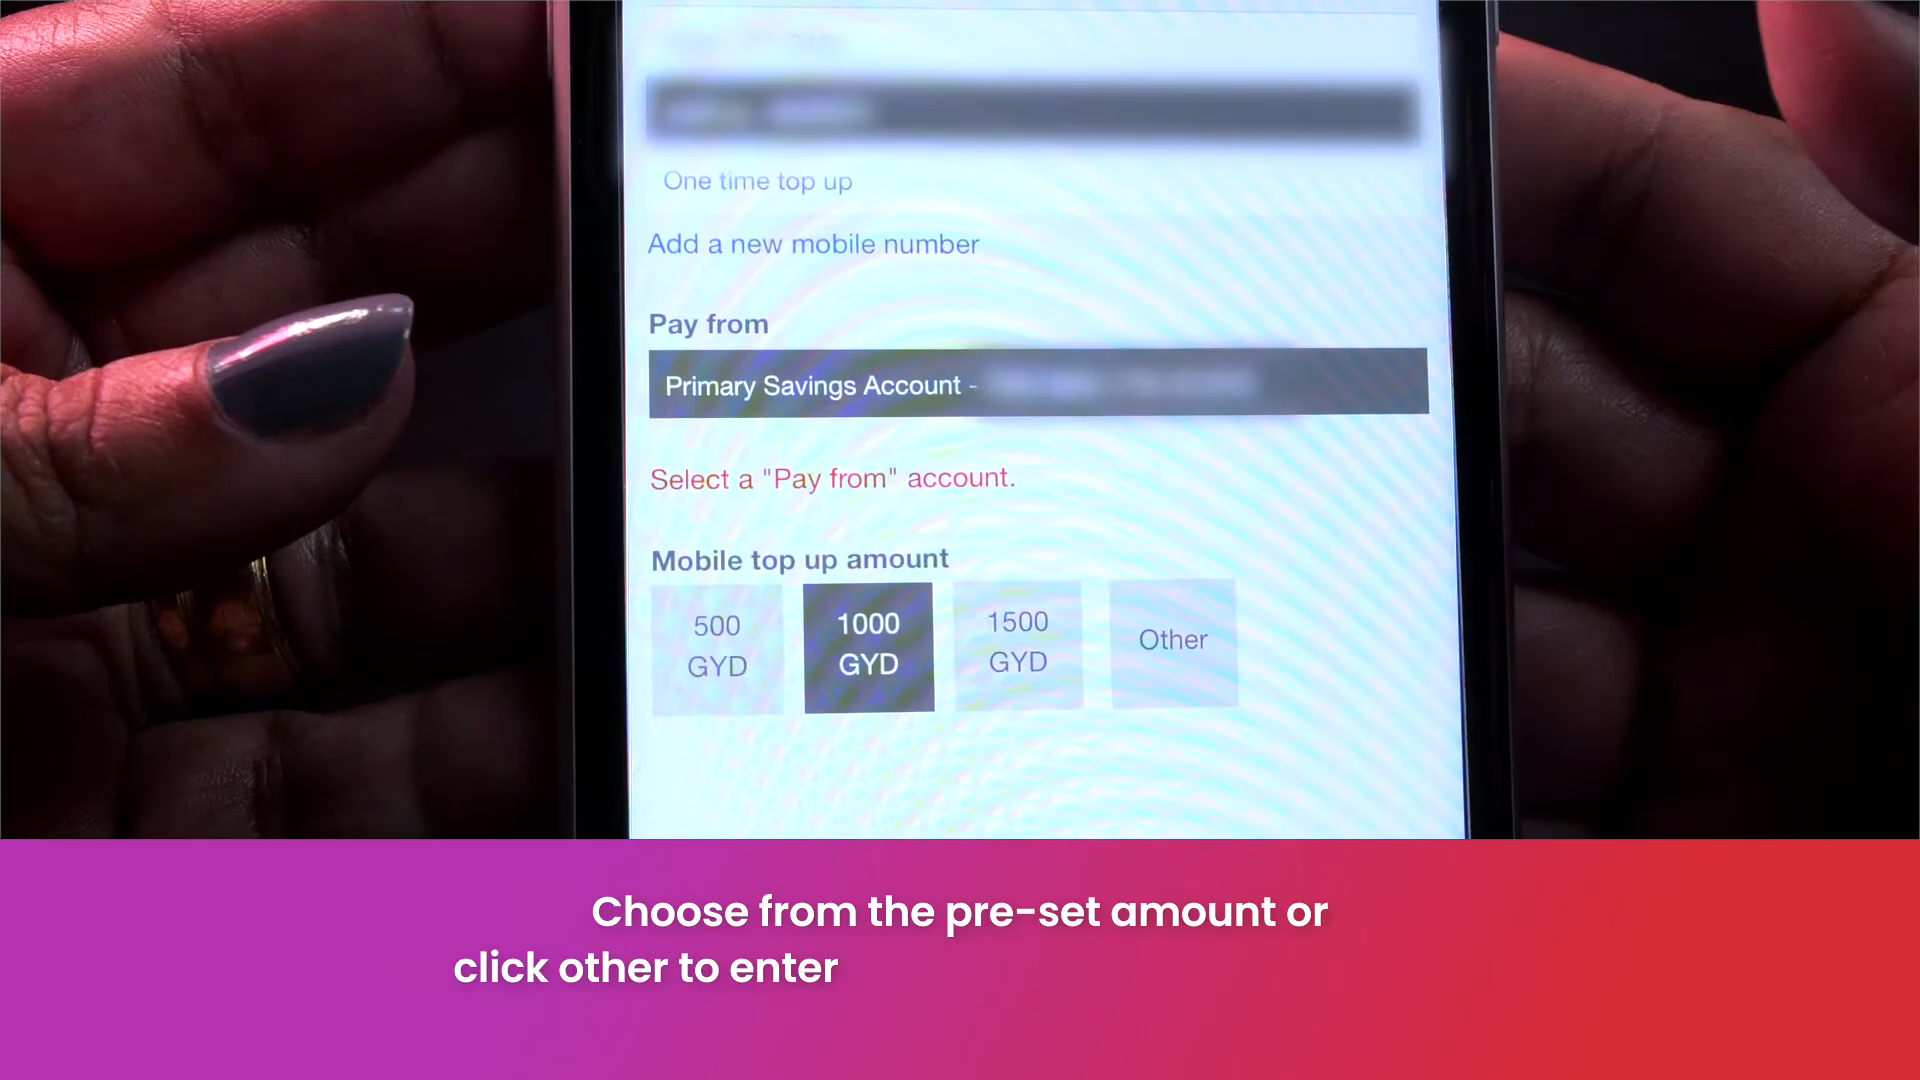 One time top up
Add a new mobile number
Pay from
Primary Savings Account -
Select a "Pay from" account.
Mobile top up amount
500
GYD
1000
GYD
1500
GYD
Other
Choose from the pre-set amount or
click other to enter